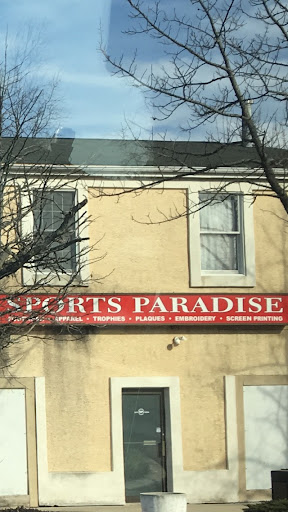 SPORTS PARADISE
APPAREL • TROPHIES • PLAQUES • EMBROIDERY • SCREEN PRINTING